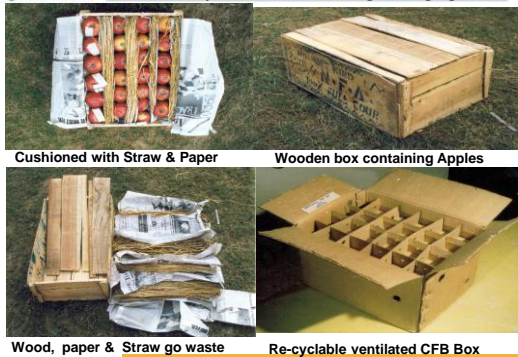 Cushioned with Straw & Paper
Wooden box containing Apples
N.F.A
Wood, paper & Straw go waste
Re-cyclable ventilated CFB Box